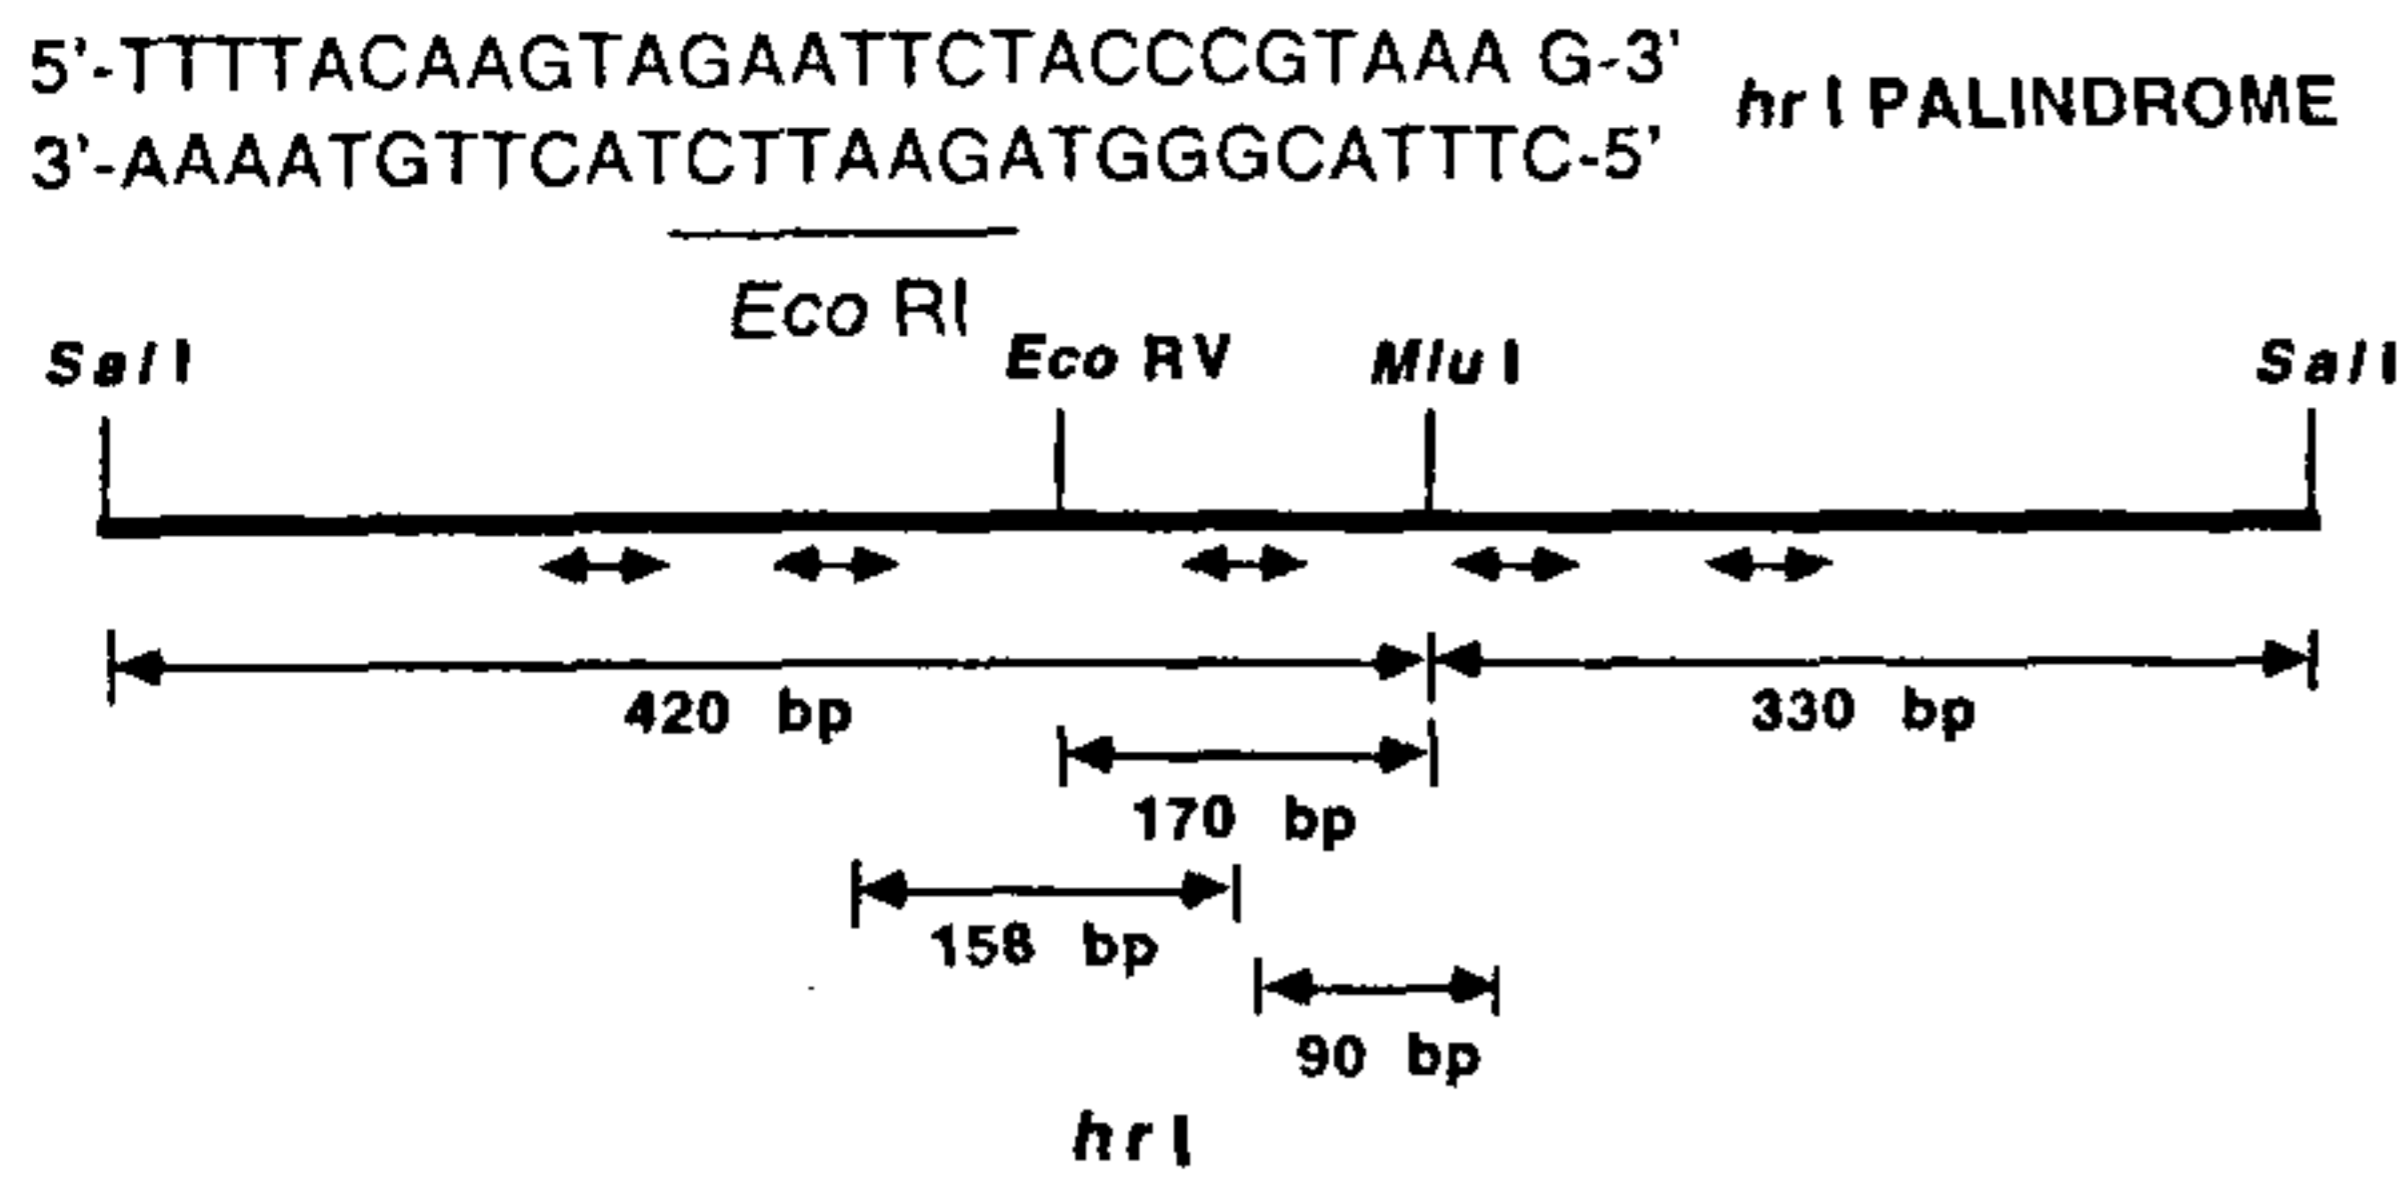 5'-TTTTACAAGTAGAATTCTACCCGTAAA G-3'
hr I PALINDROME
3'-AAAATGTTCATCTTAAGATGGGCATTTC-5'
Eco RI
Sal I
Eco RV
Mlu I
Sal I
420 bp
330 bp
170 bp
158 bp
90 bp
hr I